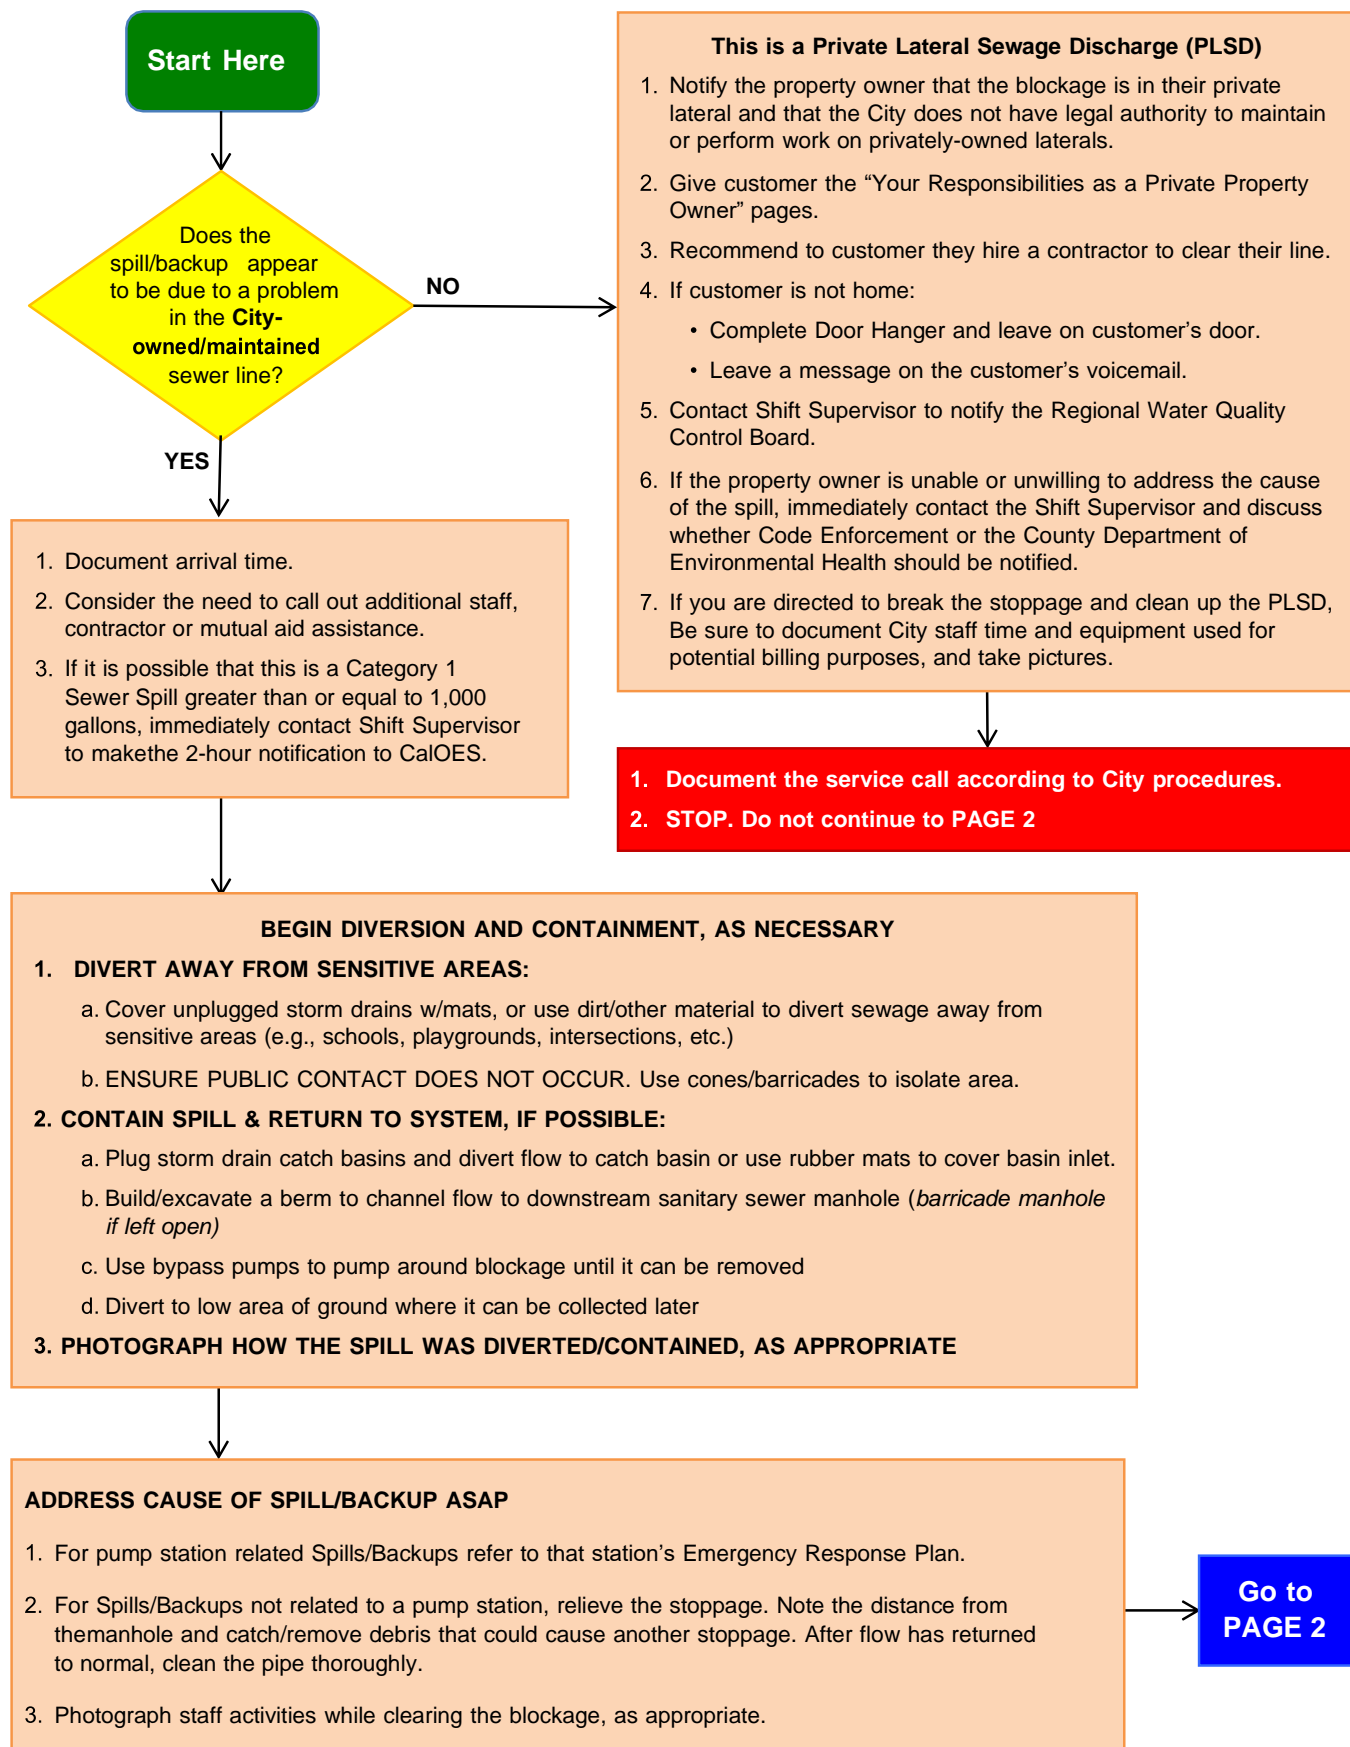 Start Here
Does the
spill/backup appear
to be due to a problem
in the City-
owned/maintained
sewer line?
NO
YES
This is a Private Lateral Sewage Discharge (PLSD)
1. Notify the property owner that the blockage is in their private
lateral and that the City does not have legal authority to maintain
or perform work on privately-owned laterals.
2. Give customer the “Your Responsibilities as a Private Property
Owner” pages.
3. Recommend to customer they hire a contractor to clear their line.
4. If customer is not home:
• Complete Door Hanger and leave on customer’s door.
• Leave a message on the customer’s voicemail.
5. Contact Shift Supervisor to notify the Regional Water Quality
Control Board.
6. If the property owner is unable or unwilling to address the cause
of the spill, immediately contact the Shift Supervisor and discuss
whether Code Enforcement or the County Department of
Environmental Health should be notified.
7. If you are directed to break the stoppage and clean up the PLSD,
Be sure to document City staff time and equipment used for
potential billing purposes, and take pictures.
1. Document the service call according to City procedures.
2. STOP. Do not continue to PAGE 2
1. Document arrival time.
2. Consider the need to call out additional staff,
contractor or mutual aid assistance.
3. If it is possible that this is a Category 1
Sewer Spill greater than or equal to 1,000
gallons, immediately contact Shift Supervisor
to makethe 2-hour notification to CalOES.
BEGIN DIVERSION AND CONTAINMENT, AS NECESSARY
1. DIVERT AWAY FROM SENSITIVE AREAS:
a. Cover unplugged storm drains w/mats, or use dirt/other material to divert sewage away from
sensitive areas (e.g., schools, playgrounds, intersections, etc.)
b. ENSURE PUBLIC CONTACT DOES NOT OCCUR. Use cones/barricades to isolate area.
2. CONTAIN SPILL & RETURN TO SYSTEM, IF POSSIBLE:
a. Plug storm drain catch basins and divert flow to catch basin or use rubber mats to cover basin inlet.
b. Build/excavate a berm to channel flow to downstream sanitary sewer manhole (barricade manhole
if left open)
c. Use bypass pumps to pump around blockage until it can be removed
d. Divert to low area of ground where it can be collected later
3. PHOTOGRAPH HOW THE SPILL WAS DIVERTED/CONTAINED, AS APPROPRIATE
ADDRESS CAUSE OF SPILL/BACKUP ASAP
1. For pump station related Spills/Backups refer to that station’s Emergency Response Plan.
2. For Spills/Backups not related to a pump station, relieve the stoppage. Note the distance from
themanhole and catch/remove debris that could cause another stoppage. After flow has returned
to normal, clean the pipe thoroughly.
3. Photograph staff activities while clearing the blockage, as appropriate.
Go to
PAGE 2